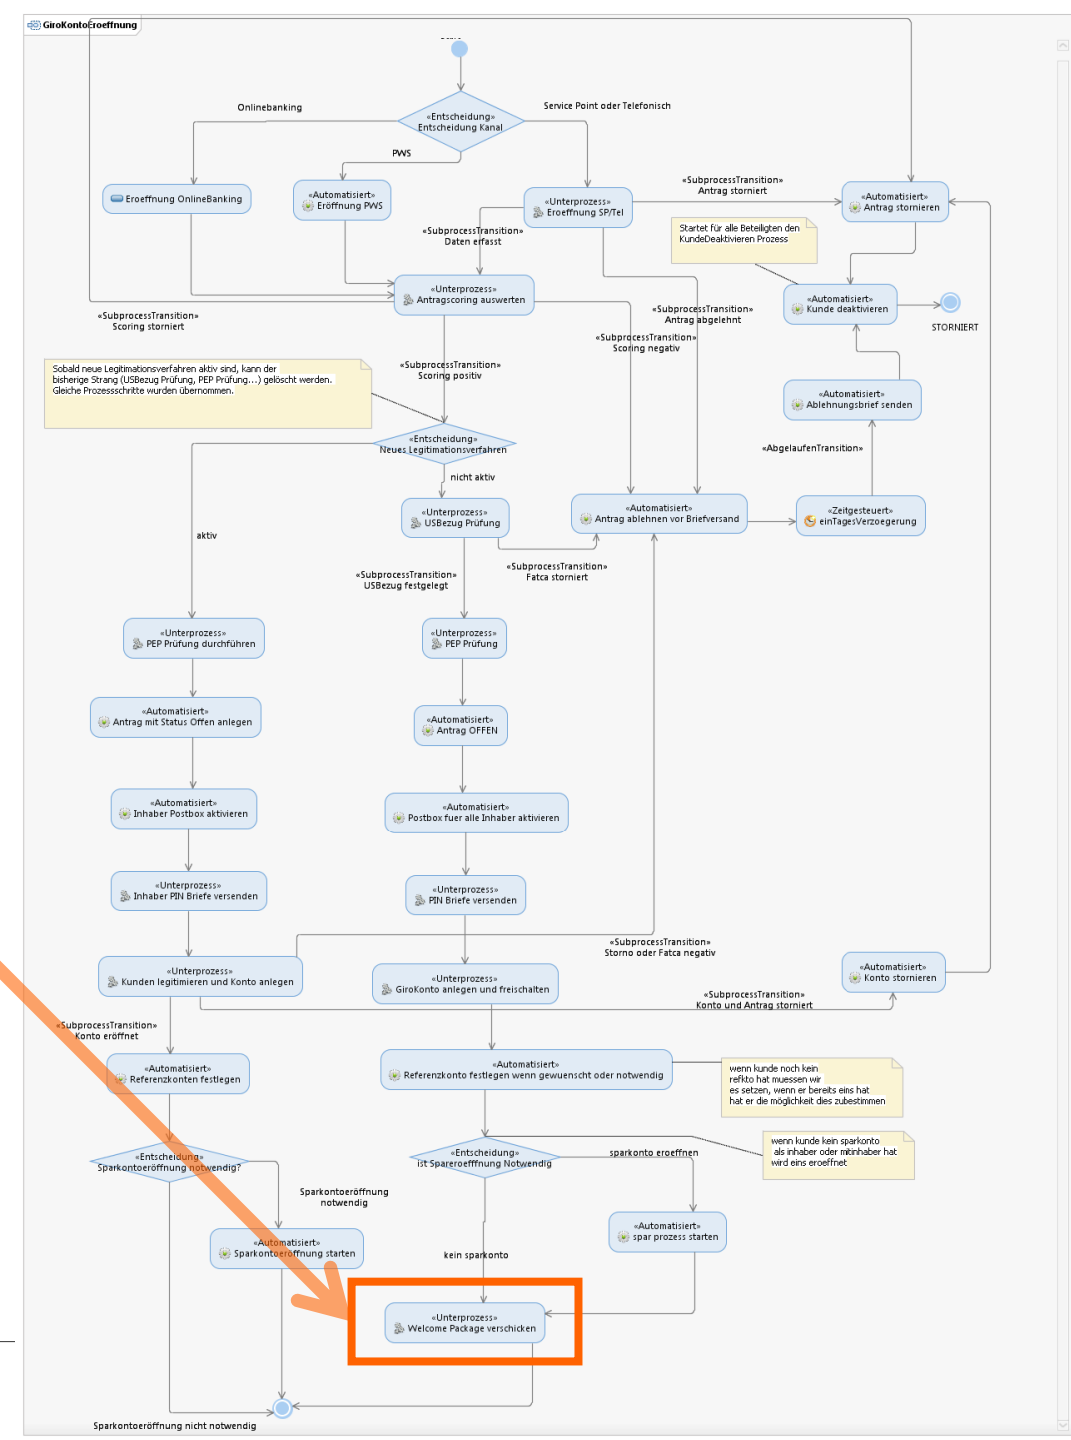 GiroKontoEroeffnung
Onlinebanking
Service Point oder Telefonisch
«Entscheidung»
Entscheidung Kanal
PWS
Eroeffnung OnlineBanking
«Automatisiert»
Eröffnung PWS
«Unterprozess»
Eroeffnung SP/Tel
«SubprocessTransition»
Antrag storniert
«Automatisiert»
Antrag stornieren
«SubprocessTransition»
Daten erfasst
Startet für alle Beteiligten den
KundeDeaktivieren Prozess
«Unterprozess»
Antragscoring auswerten
«Automatisiert»
Kunde deaktivieren
STORNIERT
«SubprocessTransition»
Scoring storniert
«SubprocessTransition»
Antrag abgelehnt
«SubprocessTransition»
Scoring negativ
«SubprocessTransition»
Scoring positiv
Sobald neue Legitimationsverfahren aktiv sind, kann der
bisherige Strang (USBezug Prüfung, PEP Prüfung...) gelöscht werden.
Gleiche Prozessschritte wurden übernommen.
«Automatisiert»
Ablehnungsbrief senden
«Entscheidung»
Neues Legitimationsverfahren
«AbgelaufenTransition»
nicht aktiv
aktiv
«Unterprozess»
USBezug Prüfung
«Automatisiert»
Antrag ablehnen vor Briefversand
«Zeitgesteuert»
einTagesVerzoegerung
«SubprocessTransition»
USBezug festgelegt
«SubprocessTransition»
Fatca storniert
«Unterprozess»
PEP Prüfung durchführen
«Unterprozess»
PEP Prüfung
«Automatisiert»
Antrag mit Status Offen anlegen
«Automatisiert»
Antrag OFFEN
«Automatisiert»
Inhaber Postbox aktivieren
«Automatisiert»
Postbox fuer alle Inhaber aktivieren
«Unterprozess»
Inhaber PIN Briefe versenden
«Unterprozess»
PIN Briefe versenden
«SubprocessTransition»
Storno oder Fatca negativ
«Unterprozess»
Kunden legitimieren und Konto anlegen
«Unterprozess»
GiroKonto anlegen und freischalten
«Automatisiert»
Konto stornieren
«SubprocessTransition»
Konto und Antrag storniert
«SubprocessTransition»
Konto eröffnet
«Automatisiert»
Referenzkonten festlegen
«Automatisiert»
Referenzkonto festlegen wenn gewuenscht oder notwendig
wenn kunde noch kein
refkto hat muessen wir
es setzen, wenn er bereits eins hat
hat er die möglichkeit dies zubestimmen
«Entscheidung»
Sparkontoeröffnung notwendig?
«Entscheidung»
ist Spareroefffnung Notwendig
sparkonto eroeffnen
wenn kunde kein sparkonto
als inhaber oder mitinhaber hat
wird eins eroeffnet
Sparkontoeröffnung
notwendig
«Automatisiert»
Sparkontoeröffnung starten
kein sparkonto
«Automatisiert»
spar prozess starten
«Unterprozess»
Welcome Package verschicken
Sparkontoeröffnung nicht notwendig